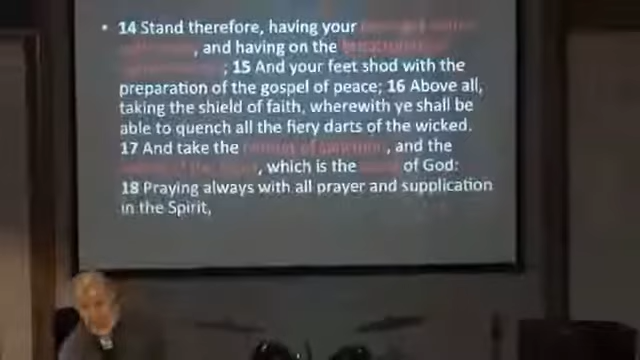 • 14 Stand therefore, having your
, and having on the
; 15 And your feet shod with the
preparation of the gospel of peace; 16 Above all,
taking the shield of faith, wherewith ye shall be
able to quench all the fiery darts of the wicked.
17 And take the helmet of salvation, and the
, which is the word of God:
18 Praying always with all prayer and supplication
in the Spirit,